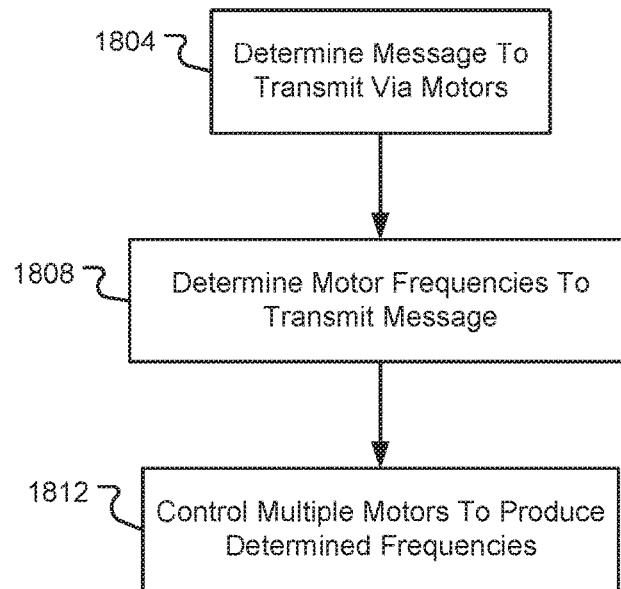 1804
Determine Message To
Transmit Via Motors
1808
Determine Motor Frequencies To
Transmit Message
1812
Control Multiple Motors To Produce
Determined Frequencies